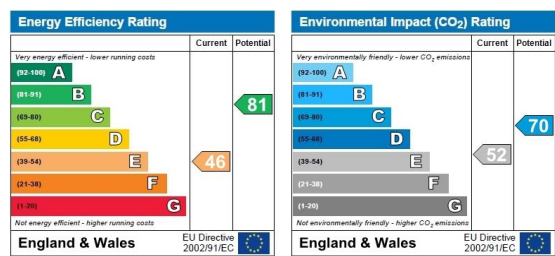 Energy Efficiency Rating
Current Potential
Very energy efficient - lower running costs
(92-100) A
(81-91) B
81
(69-80) C
(55-68) D
(39-54) E
46
(21-38) F
(1-20) G
Not energy efficient - higher running costs
England & Wales
EU Directive
2002/91/EC
Environmental Impact (CO2) Rating
Current Potential
Very environmentally friendly - lower CO2 emissions
(92-100) A
(81-91) B
(69-80) C
70
(55-68) D
(39-54) E
52
(21-38) F
(1-20) G
Not environmentally friendly - higher CO2 emissions
England & Wales
EU Directive
2002/91/EC